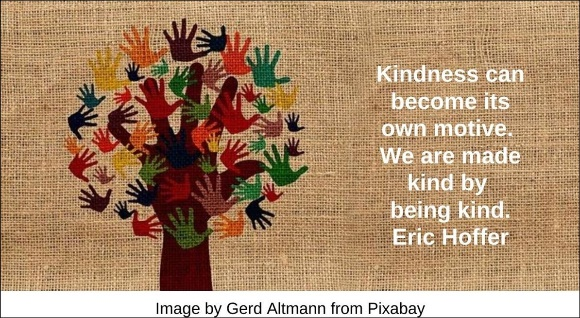 Kindness can
become its
own motive.
We are made
kind by
being kind.
Eric Hoffer
Image by Gerd Altmann from Pixabay